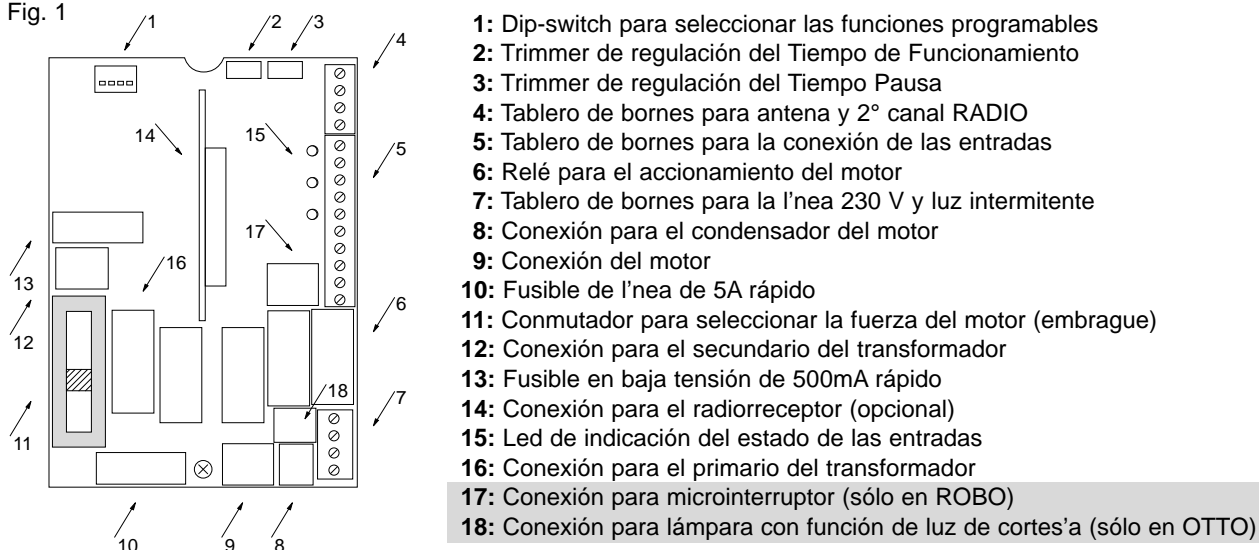 Fig. 1
1
2
3
4
14
15
5
17
13
16
12
6
18
7
11
10
9
8
1: Dip-switch para seleccionar las funciones programables
2: Trimmer de regulación del Tiempo de Funcionamiento
3: Trimmer de regulación del Tiempo Pausa
4: Tablero de bornes para antena y 2° canal RADIO
5: Tablero de bornes para la conexión de las entradas
6: Relé para el accionamiento del motor
7: Tablero de bornes para la l'nea 230 V y luz intermitente
8: Conexión para el condensador del motor
9: Conexión del motor
10: Fusible de l'nea de 5A rápido
11: Conmutador para seleccionar la fuerza del motor (embrague)
12: Conexión para el secundario del transformador
13: Fusible en baja tensión de 500mA rápido
14: Conexión para el radiorreceptor (opcional)
15: Led de indicación del estado de las entradas
16: Conexión para el primario del transformador
17: Conexión para microinterruptor (sólo en ROBO)
18: Conexión para lámpara con función de luz de cortes'a (sólo en OTTO)